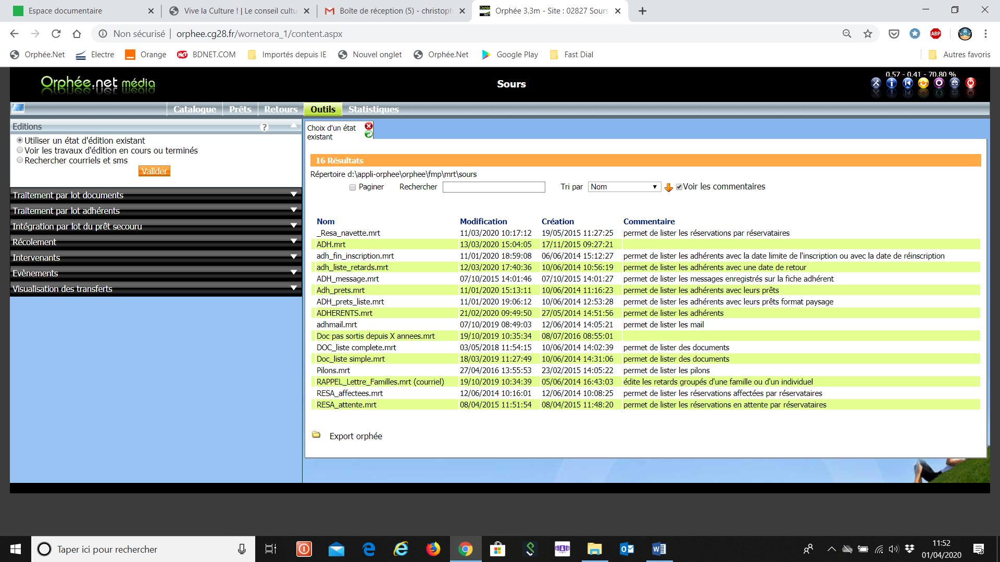 Espace documentaire
Vive la Culture ! | Le conseil cultu
Boîte de réception (5) - christoph
Orphée 3.3m - Site : 02827 Sours
Non sécurisé | orphee.cg28.fr/wornetora_1/content.aspx
ABP
Orphée.Net
Electre
Orange
BDNET.COM
Importés depuis IE
Nouvel onglet
Orphée.Net
Google Play
Fast Dial
Autres favoris
Orphée.net média
Sours
0.57 - 0.41 - 70.80 %
Catalogue
Prêts
Retours
Outils
Statistiques
Editions
?
Utiliser un état d'édition existant
Voir les travaux d'édition en cours ou terminés
Rechercher courriels et sms
Valider
Traitement par lot documents
Traitement par lot adhérents
Intégration par lot du prêt secouru
Récolement
Intervenants
Evènements
Visualisation des transferts
Choix d'un état
existant
16 Résultats
Répertoire d:\appli-orphee\orphee\fmp\mrt\sours
Paginer Rechercher Tri par Nom Voir les commentaires
Nom Modification Création Commentaire
_Resa_navette.mrt 11/03/2020 10:17:12 19/05/2015 11:27:25 permet de lister les réservations par réservataires
ADH.mrt 13/03/2020 15:04:05 17/11/2015 09:27:21
adh_fin_inscription.mrt 11/01/2020 18:59:08 06/06/2014 15:12:27 permet de lister les adhérents avec la date limite de l'inscription ou avec la date de réinscription
adh_liste_retards.mrt 12/03/2020 17:40:36 10/06/2014 10:56:19 permet de lister les adhérents avec une date de retour
ADH_message.mrt 07/10/2015 14:01:46 07/10/2015 14:01:27 permet de lister les messages enregistrés sur la fiche adhérent
Adh_prets.mrt 11/01/2020 15:13:11 10/06/2014 11:16:23 permet de lister les adhérents avec leurs prêts
ADH_prets_liste.mrt 11/01/2020 19:06:12 10/06/2014 12:53:28 permet de lister les adhérents avec leurs prêts format paysage
ADHERENTS.mrt 21/02/2020 09:49:50 27/05/2014 14:51:56 permet de lister les adhérents
adhmail.mrt 07/10/2019 08:49:03 12/06/2014 14:05:21 permet de lister les mail
Doc pas sortis depuis X annees.mrt 19/10/2019 10:35:34 08/07/2016 08:55:01
DOC_liste complete.mrt 03/05/2018 11:54:15 10/06/2014 14:02:39 permet de lister des documents
Doc_liste simple.mrt 18/03/2019 11:27:49 10/06/2014 14:31:06 permet de lister des documents
Pilons.mrt 27/04/2016 13:55:53 23/02/2015 14:05:22 permet de lister les pilons
RAPPEL_Lettre_Familles.mrt (courriel) 19/10/2019 10:34:39 05/06/2014 16:43:03 édite les retards groupés d'une famille ou d'un individuel
RESA_affectees.mrt 12/06/2014 10:16:01 12/06/2014 10:08:25 permet de lister les réservations affectées par réservataires
RESA_attente.mrt 08/04/2015 11:51:54 08/04/2015 11:48:20 permet de lister les réservations en attente par réservataires
Export orphée
Taper ici pour rechercher
11:52
01/04/2020